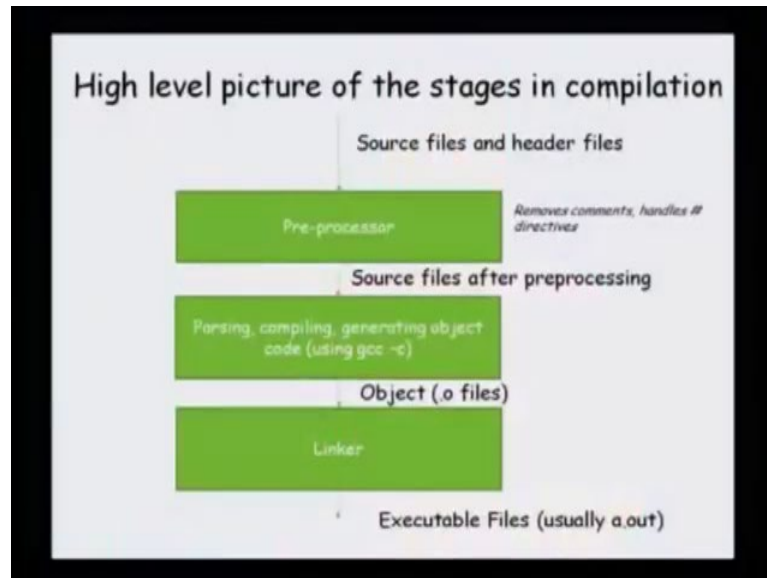 High level picture of the stages in compilation
Source files and header files
Pre-processor
Removes comments, handles #
directives
Source files after preprocessing
Parsing, compiling, generating object
code (using gcc -c)
Object (.o files)
Linker
Executable Files (usually a.out)